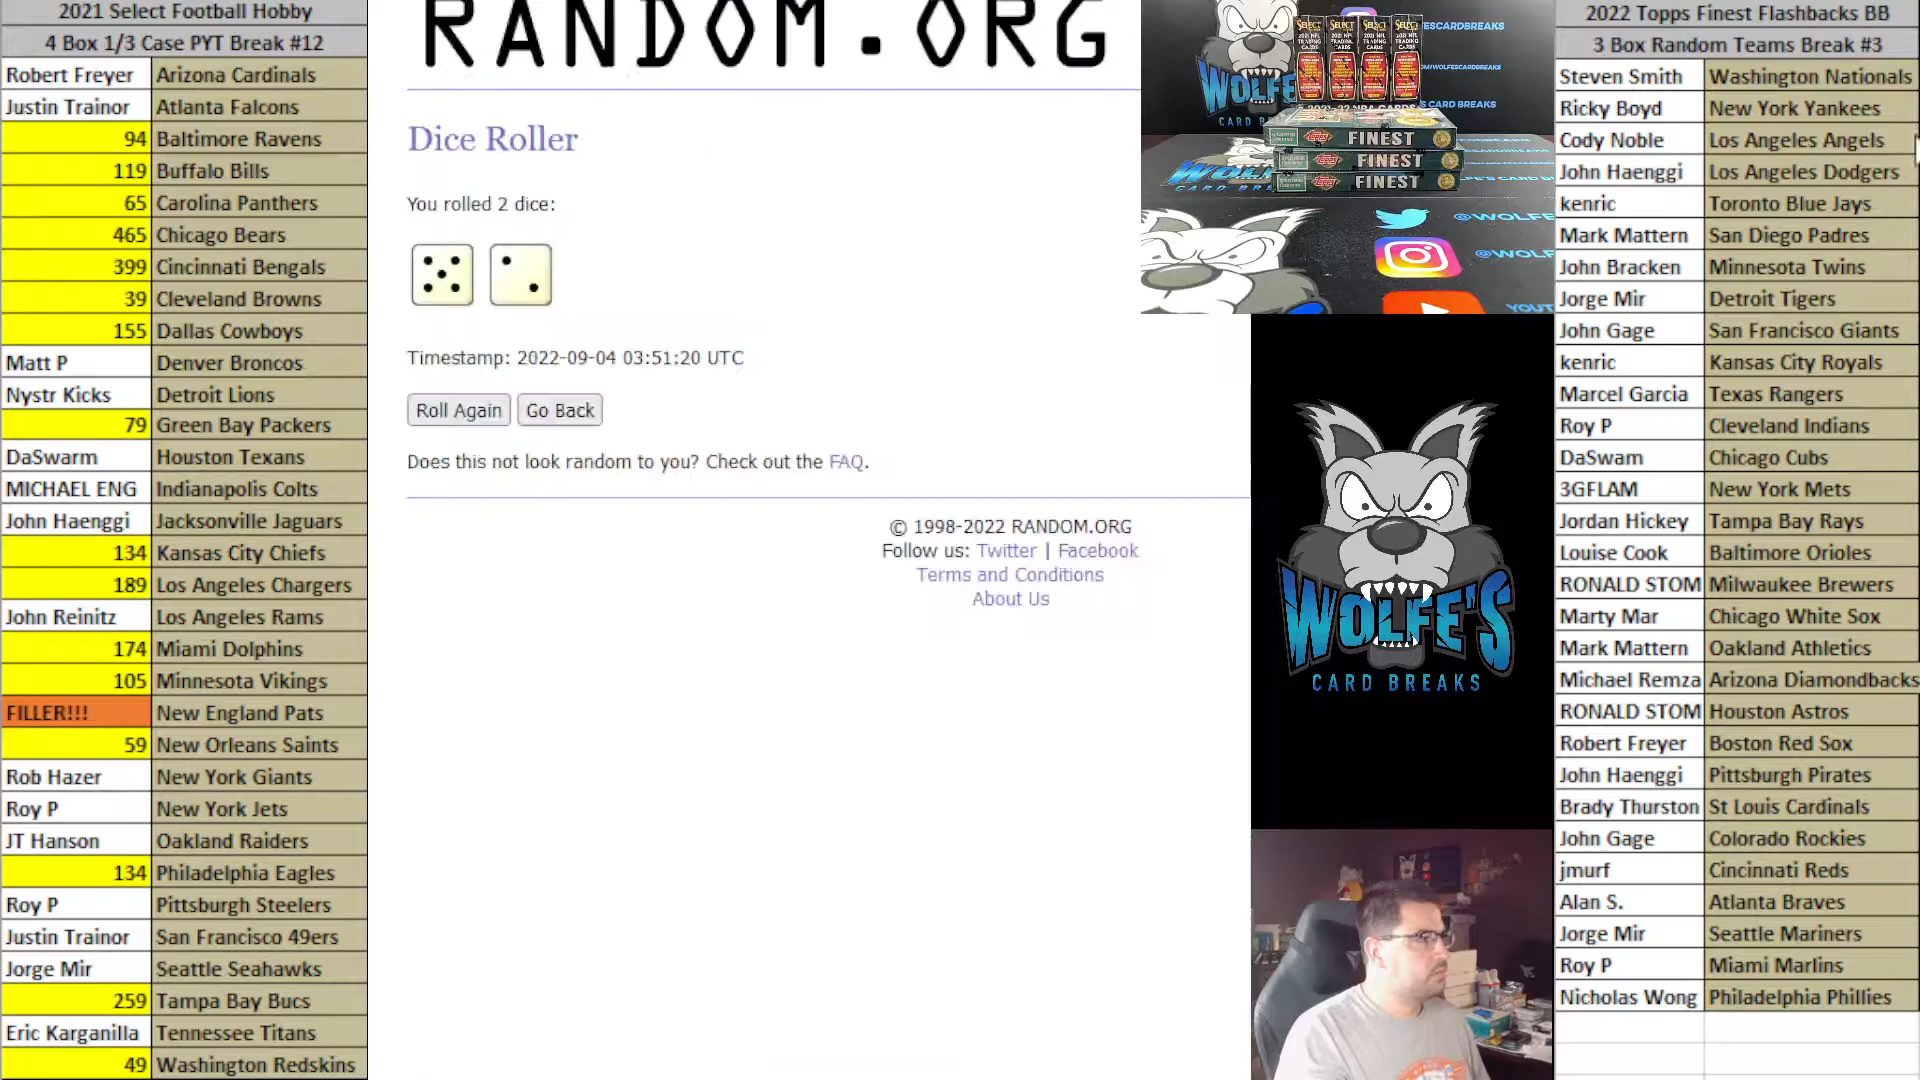 2021 Select Football Hobby
4 Box 1/3 Case PYT Break #12
Robert Freyer Arizona Cardinals
Justin Trainor Atlanta Falcons
94 Baltimore Ravens
119 Buffalo Bills
65 Carolina Panthers
465 Chicago Bears
399 Cincinnati Bengals
39 Cleveland Browns
155 Dallas Cowboys
Matt P Denver Broncos
Nystr Kicks Detroit Lions
79 Green Bay Packers
DaSwarm Houston Texans
MICHAEL ENG Indianapolis Colts
John Haenggi Jacksonville Jaguars
134 Kansas City Chiefs
189 Los Angeles Chargers
John Reinitz Los Angeles Rams
174 Miami Dolphins
105 Minnesota Vikings
FILLER!!! New England Pats
59 New Orleans Saints
Rob Hazer New York Giants
Roy P New York Jets
JT Hanson Oakland Raiders
134 Philadelphia Eagles
Roy P Pittsburgh Steelers
Justin Trainor San Francisco 49ers
Jorge Mir Seattle Seahawks
259 Tampa Bay Bucs
Eric Karganilla Tennessee Titans
49 Washington Redskins
RANDOM.ORG
Dice Roller
You rolled 2 dice:
Timestamp: 2022-09-04 03:51:20 UTC
Roll Again Go Back
Does this not look random to you? Check out the FAQ.
© 1998-2022 RANDOM.ORG
Follow us: Twitter | Facebook
Terms and Conditions
About Us
SELECT SELECT SELECT SELECT
ESCARDBREAKS
OM/WOLFESCARDBREAKS
S CARD BREAKS
WOLFE
CARD
FINEST
FINEST
FINEST
@WOLFE
@WOLF
YOUT
WOLFE'S
CARD BREAKS
2022 Topps Finest Flashbacks BB
3 Box Random Teams Break #3
Steven Smith Washington Nationals
Ricky Boyd New York Yankees
Cody Noble Los Angeles Angels
John Haenggi Los Angeles Dodgers
kenric Toronto Blue Jays
Mark Mattern San Diego Padres
John Bracken Minnesota Twins
Jorge Mir Detroit Tigers
John Gage San Francisco Giants
kenric Kansas City Royals
Marcel Garcia Texas Rangers
Roy P Cleveland Indians
DaSwam Chicago Cubs
3GFLAM New York Mets
Jordan Hickey Tampa Bay Rays
Louise Cook Baltimore Orioles
RONALD STOM Milwaukee Brewers
Marty Mar Chicago White Sox
Mark Mattern Oakland Athletics
Michael Remza Arizona Diamondbacks
RONALD STOM Houston Astros
Robert Freyer Boston Red Sox
John Haenggi Pittsburgh Pirates
Brady Thurston St Louis Cardinals
John Gage Colorado Rockies
jmurf Cincinnati Reds
Alan S. Atlanta Braves
Jorge Mir Seattle Mariners
Roy P Miami Marlins
Nicholas Wong Philadelphia Phillies